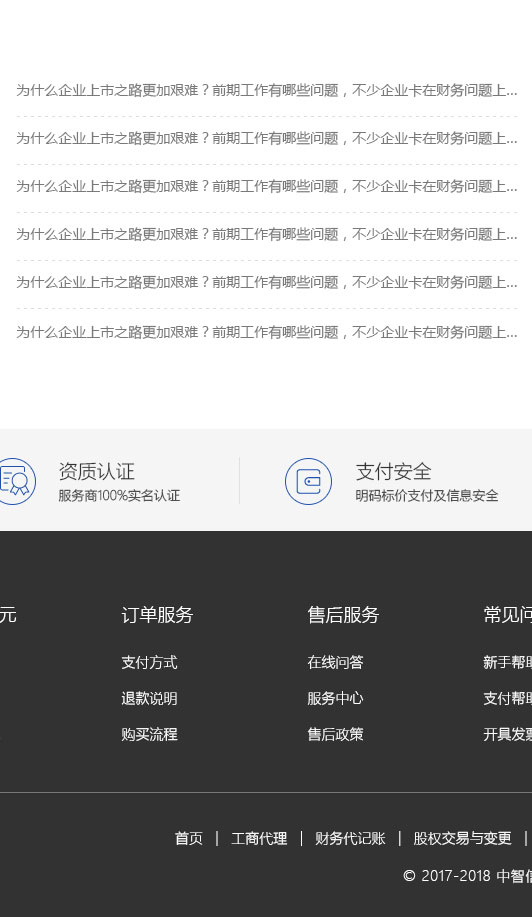 为什么企业上市之路更加艰难？前期工作有哪些问题，不少企业卡在财务问题上...
为什么企业上市之路更加艰难？前期工作有哪些问题，不少企业卡在财务问题上...
为什么企业上市之路更加艰难？前期工作有哪些问题，不少企业卡在财务问题上...
为什么企业上市之路更加艰难？前期工作有哪些问题，不少企业卡在财务问题上...
为什么企业上市之路更加艰难？前期工作有哪些问题，不少企业卡在财务问题上...
为什么企业上市之路更加艰难？前期工作有哪些问题，不少企业卡在财务问题上...
资质认证 支付安全
服务商100%实名认证 明码标价支付及信息安全
元 订单服务 售后服务 常见问
支付方式 在线问答 新手帮助
退款说明 服务中心 支付帮助
购买流程 售后政策 开具发票
首页 | 工商代理 | 财务代记账 | 股权交易与变更 |
© 2017-2018 中智信